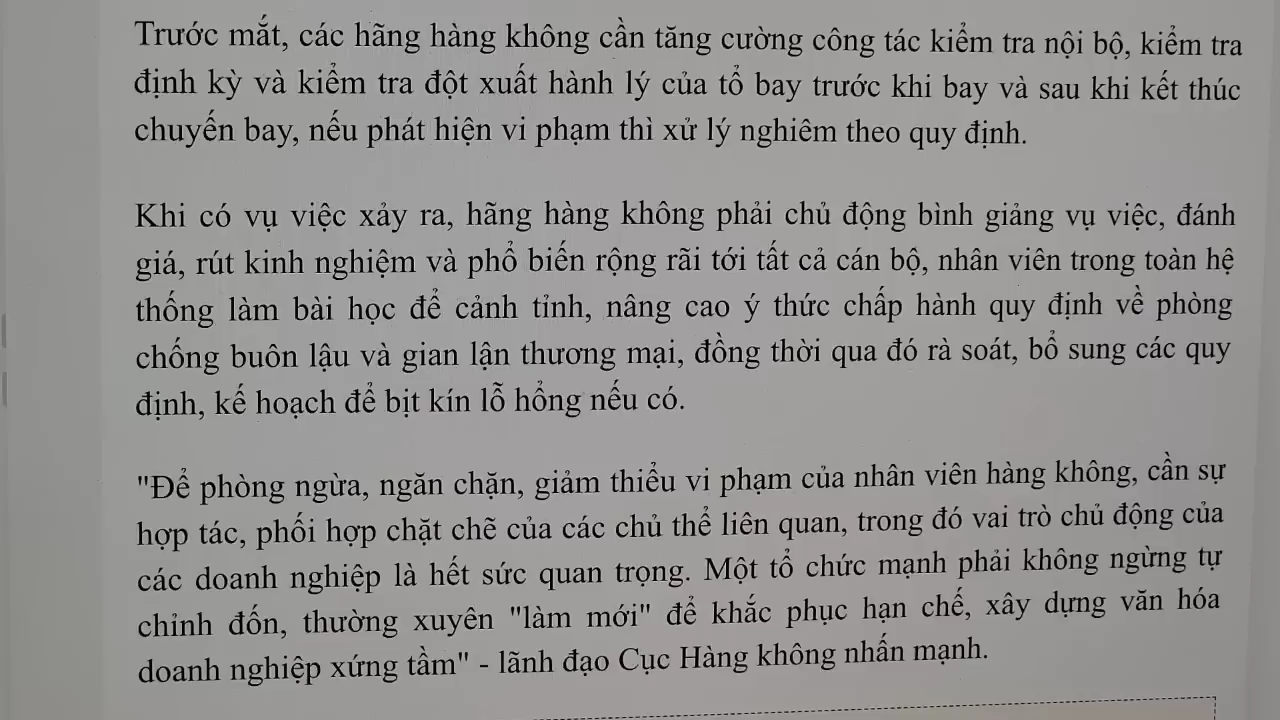 Trước mắt, các hãng hàng không cần tăng cường công tác kiểm tra nội bộ, kiểm tra
định kỳ và kiểm tra đột xuất hành lý của tổ bay trước khi bay và sau khi kết thúc
chuyến bay, nếu phát hiện vi phạm thì xử lý nghiêm theo quy định.
Khi có vụ việc xảy ra, hãng hàng không phải chủ động bình giảng vụ việc, đánh
giá, rút kinh nghiệm và phổ biến rộng rãi tới tất cả cán bộ, nhân viên trong toàn hệ
thống làm bài học để cảnh tỉnh, nâng cao ý thức chấp hành quy định về phòng
chống buôn lậu và gian lận thương mại, đồng thời qua đó rà soát, bổ sung các quy
định, kế hoạch để bịt kín lỗ hổng nếu có.
"Để phòng ngừa, ngăn chặn, giảm thiểu vi phạm của nhân viên hàng không, cần sự
hợp tác, phối hợp chặt chẽ của các chủ thể liên quan, trong đó vai trò chủ động của
các doanh nghiệp là hết sức quan trọng. Một tổ chức mạnh phải không ngừng tự
chỉnh đốn, thường xuyên "làm mới" để khắc phục hạn chế, xây dựng văn hóa
doanh nghiệp xứng tầm" - lãnh đạo Cục Hàng không nhấn mạnh.